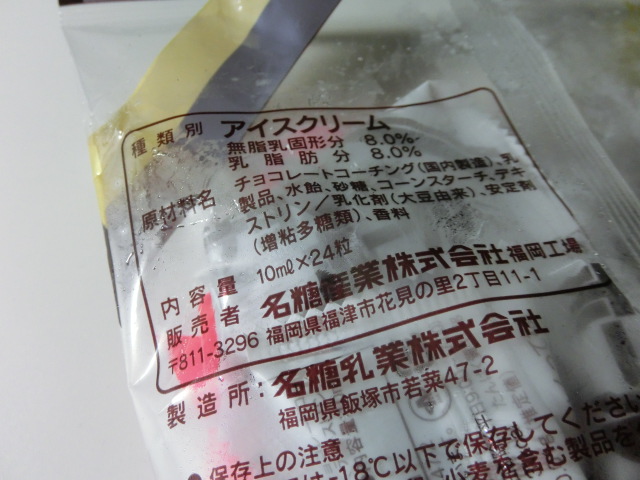 種類別 アイスクリーム
無脂乳固形分 8.0%
乳脂肪分 8.0%
原材料名 チョコレートコーチング(国内製造)、乳
製品、水飴、砂糖、コーンスターチ、デキ
ストリン/乳化剤(大豆由来)、安定剤
(増粘多糖類)、香料
内容量 10mℓ×24粒
販売者 名糖産業株式会社福岡工場
〒811-3296 福岡県福津市花見の里2丁目11-1
製造所: 名糖乳業株式会社
福岡県飯塚市若菜47-2
●保存上の注意
-18℃以下で保存してください
小麦を含む製品を